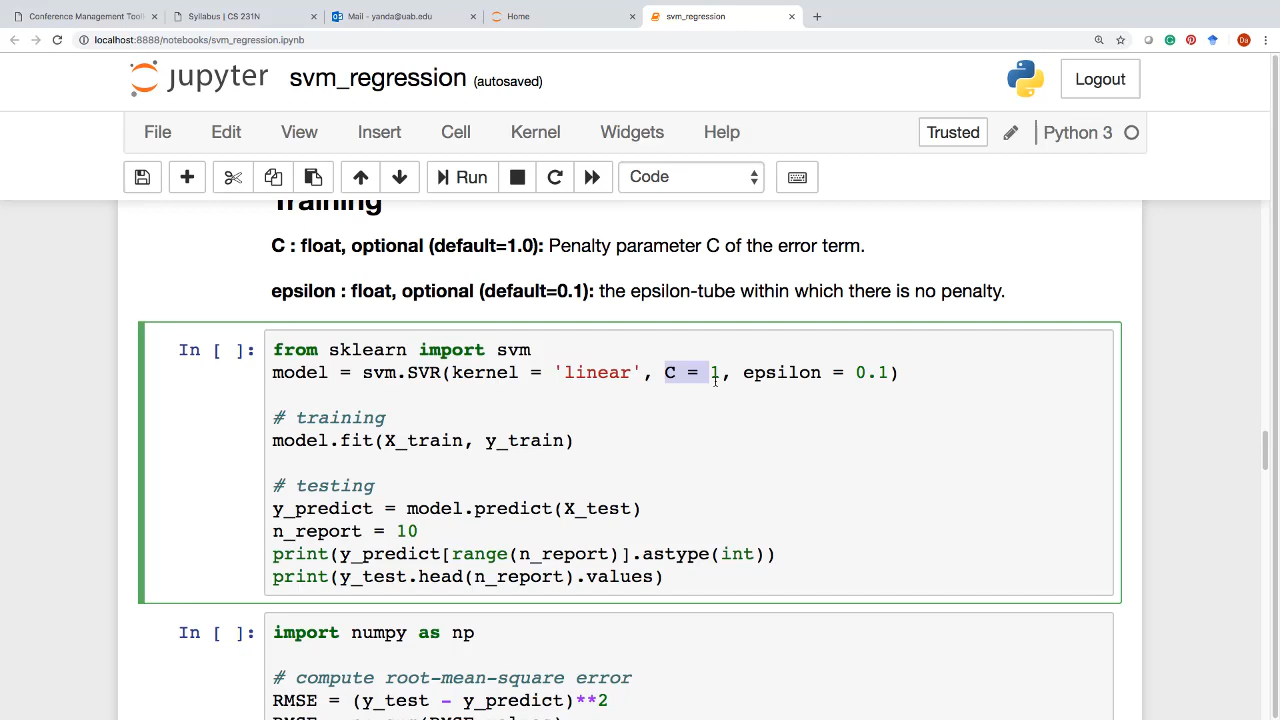 Conference Management Tool
Syllabus | CS 231N
Mail - yanda@uab.edu
Home
svm_regression
localhost:8888/notebooks/svm_regression.ipynb
Da
jupyter svm_regression (autosaved)
Logout
File Edit View Insert Cell Kernel Widgets Help
Trusted
Python 3
Run
Code
Training
C : float, optional (default=1.0): Penalty parameter C of the error term.
epsilon : float, optional (default=0.1): the epsilon-tube within which there is no penalty.
In [ ]:
from sklearn import svm
model = svm.SVR(kernel = 'linear', C = 1, epsilon = 0.1)
# training
model.fit(X_train, y_train)
# testing
y_predict = model.predict(X_test)
n_report = 10
print(y_predict[range(n_report)].astype(int))
print(y_test.head(n_report).values)
In [ ]:
import numpy as np
# compute root-mean-square error
RMSE = (y_test - y_predict)**2